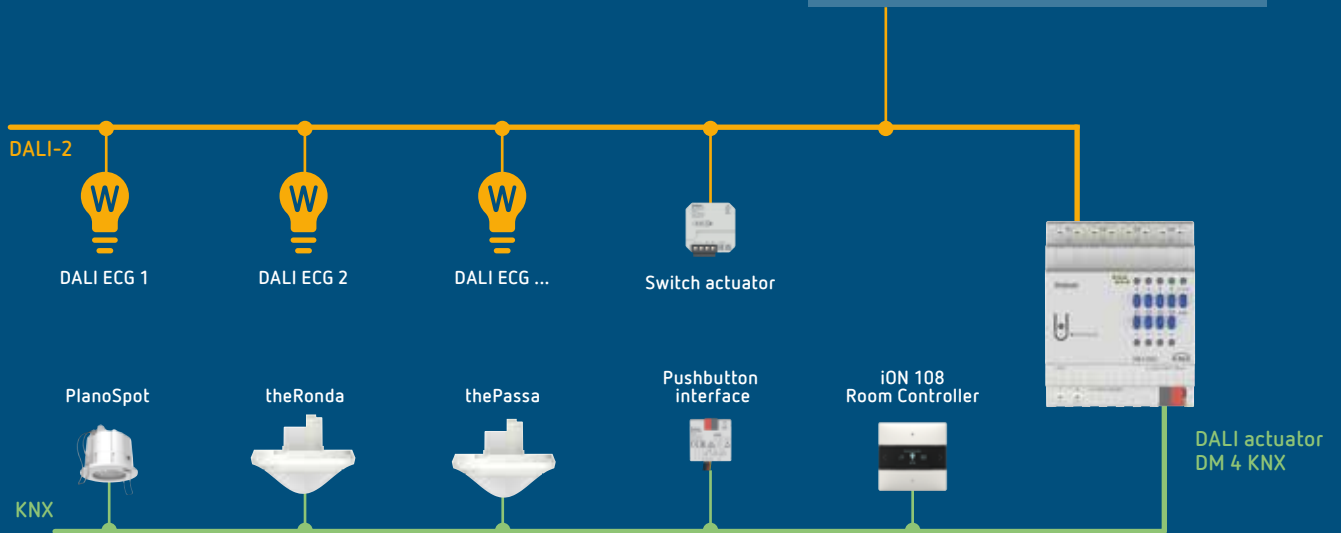 DALI-2
W
W
W
DALI ECG 1
DALI ECG 2
DALI ECG ...
Switch actuator
PlanoSpot
theRonda
thePassa
Pushbutton
interface
iON 108
Room Controller
DALI actuator
DM 4 KNX
KNX